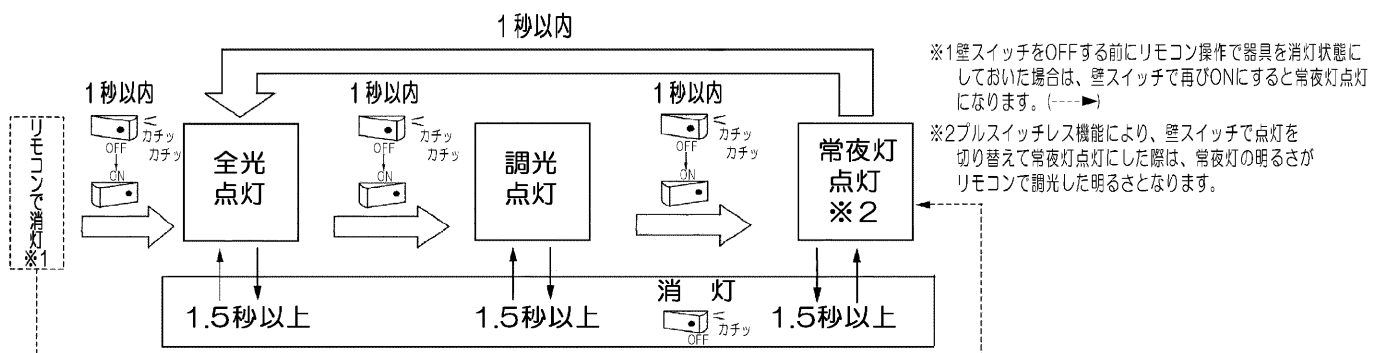 1秒以内
1秒以内
OFF
カチッ
カチッ
ON
リモコンで消灯※1
全光
点灯
1秒以内
OFF
カチッ
カチッ
ON
調光
点灯
1秒以内
OFF
カチッ
カチッ
ON
常夜灯
点灯
※2
1.5秒以上
1.5秒以上
消 灯
OFF
カチッ
1.5秒以上
※1壁スイッチをOFFする前にリモコン操作で器具を消灯状態に
しておいた場合は、壁スイッチで再びONにすると常夜灯点灯
になります。(----►)
※2プルスイッチレス機能により、壁スイッチで点灯を
切り替えて常夜灯点灯にした際は、常夜灯の明るさが
リモコンで調光した明るさとなります。